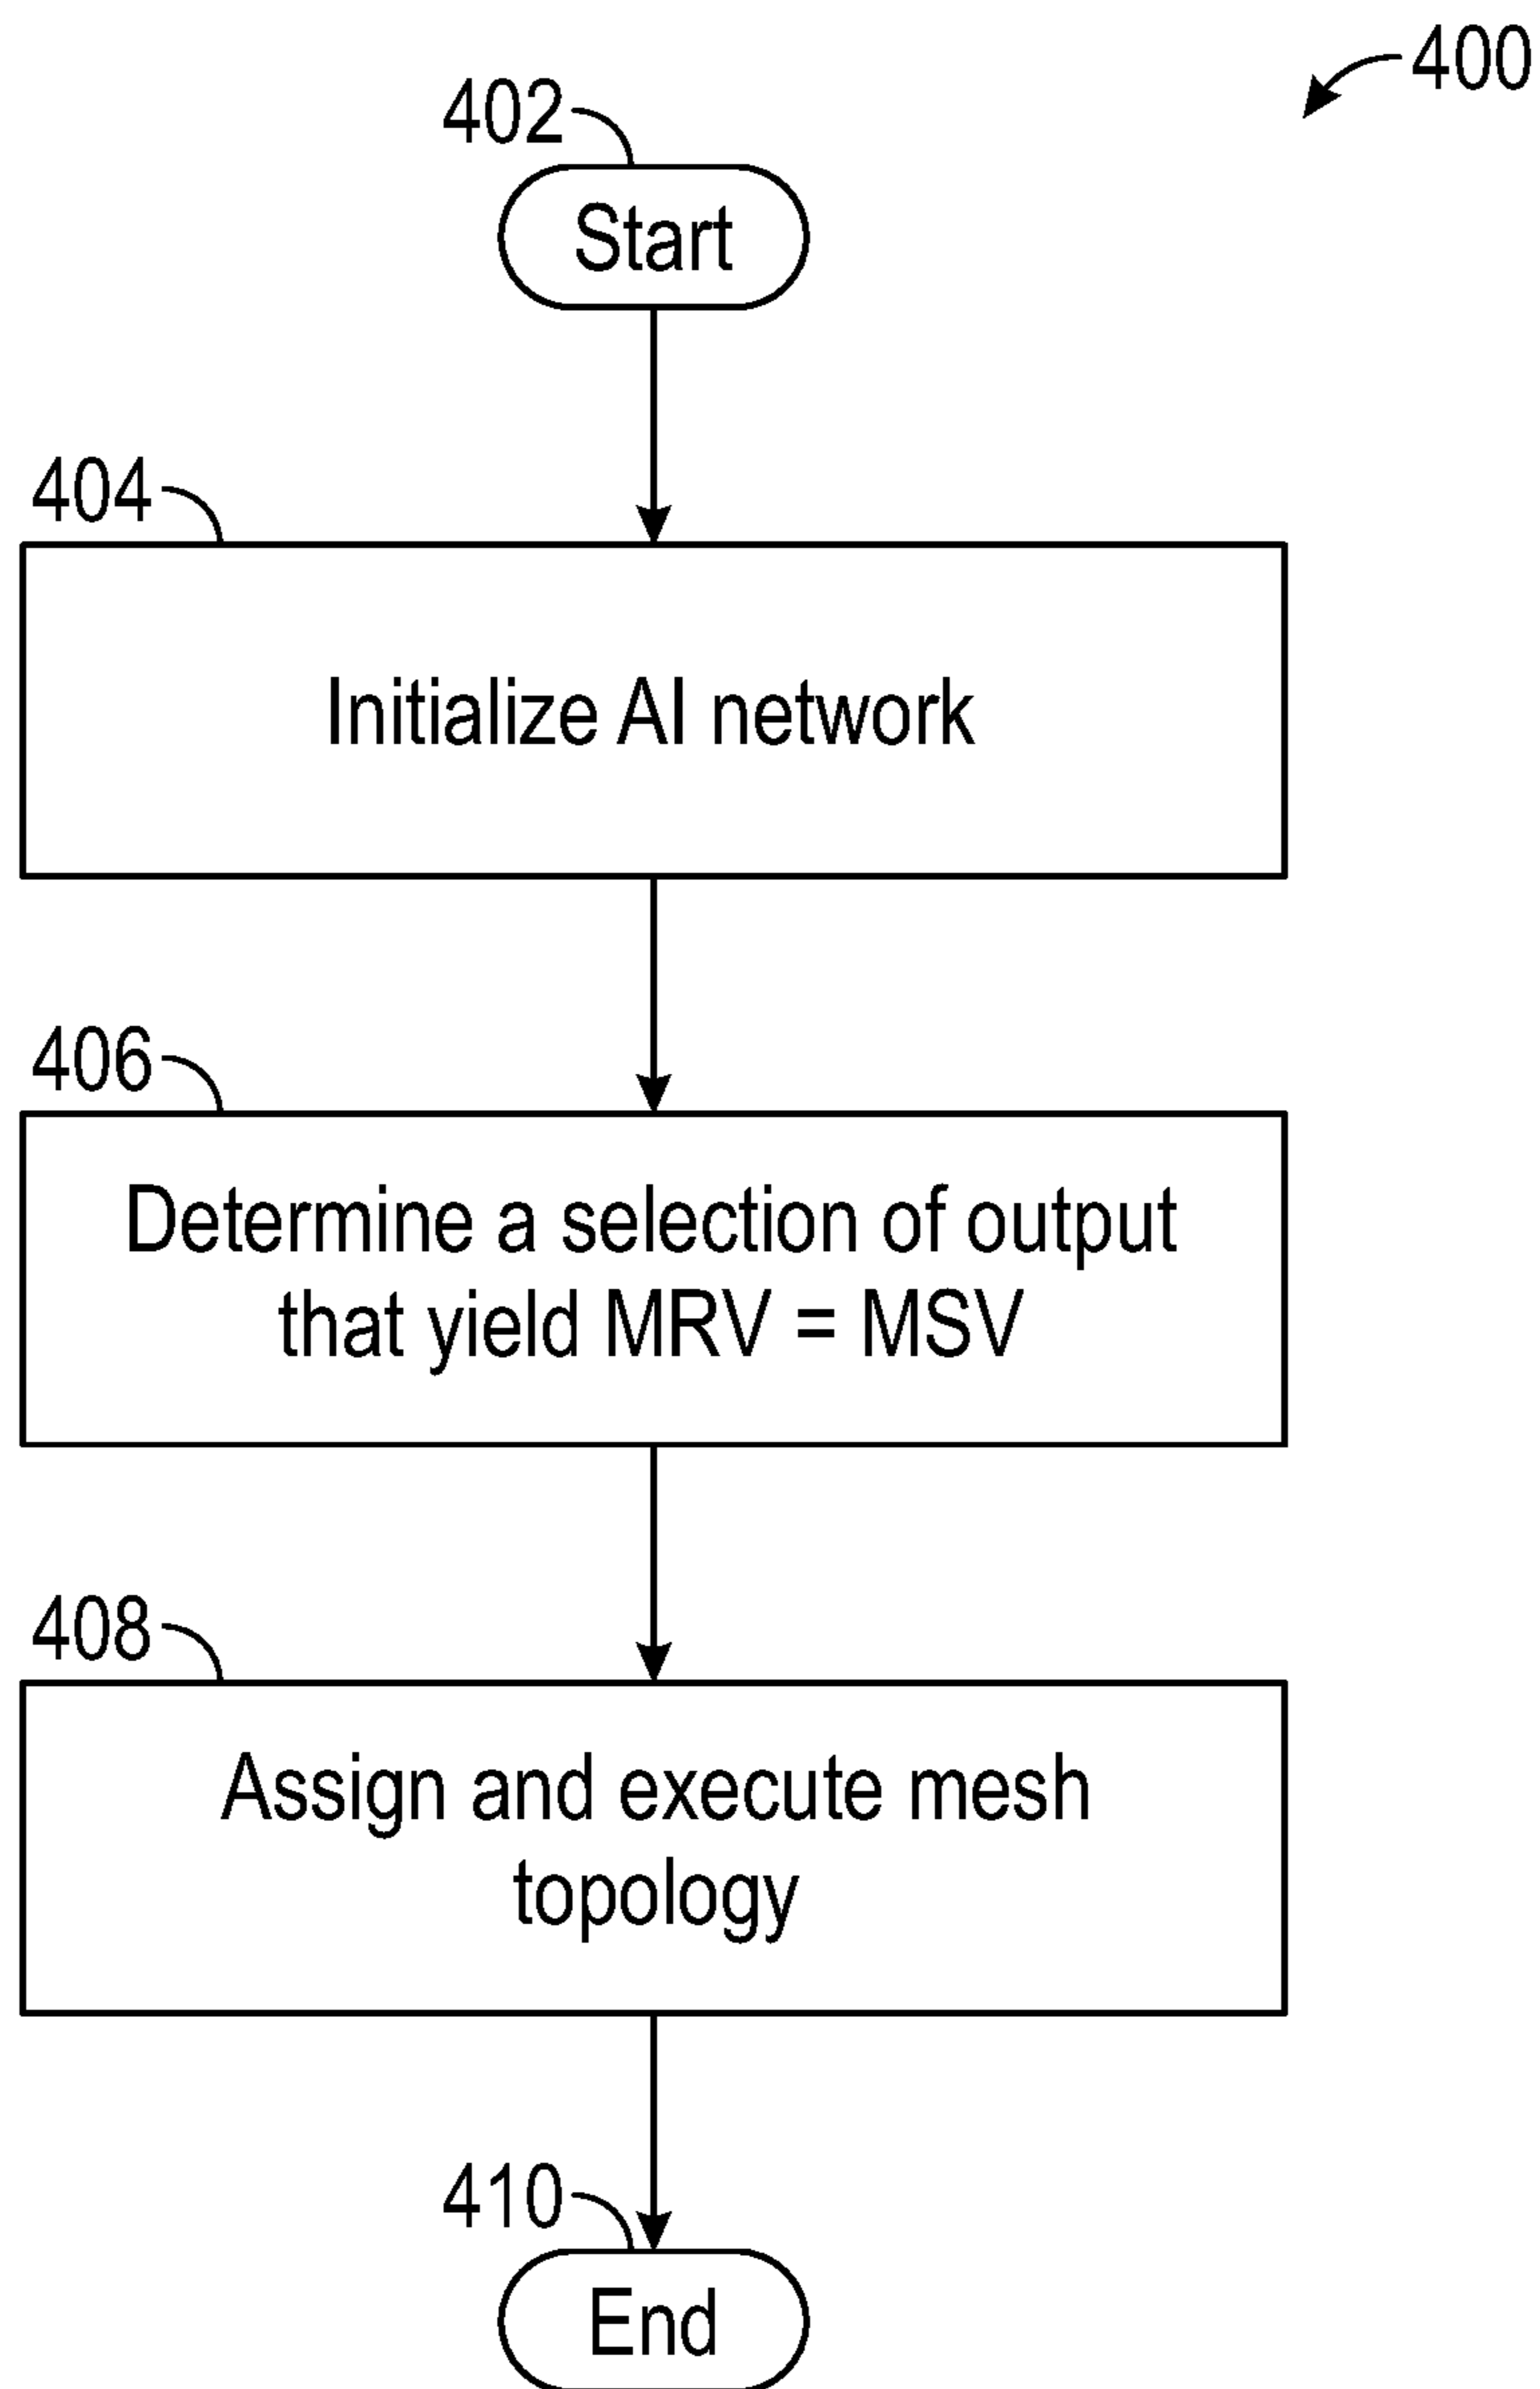 400
402
Start
404
Initialize AI network
406
Determine a selection of output
that yield MRV = MSV
408
Assign and execute mesh
topology
410
End